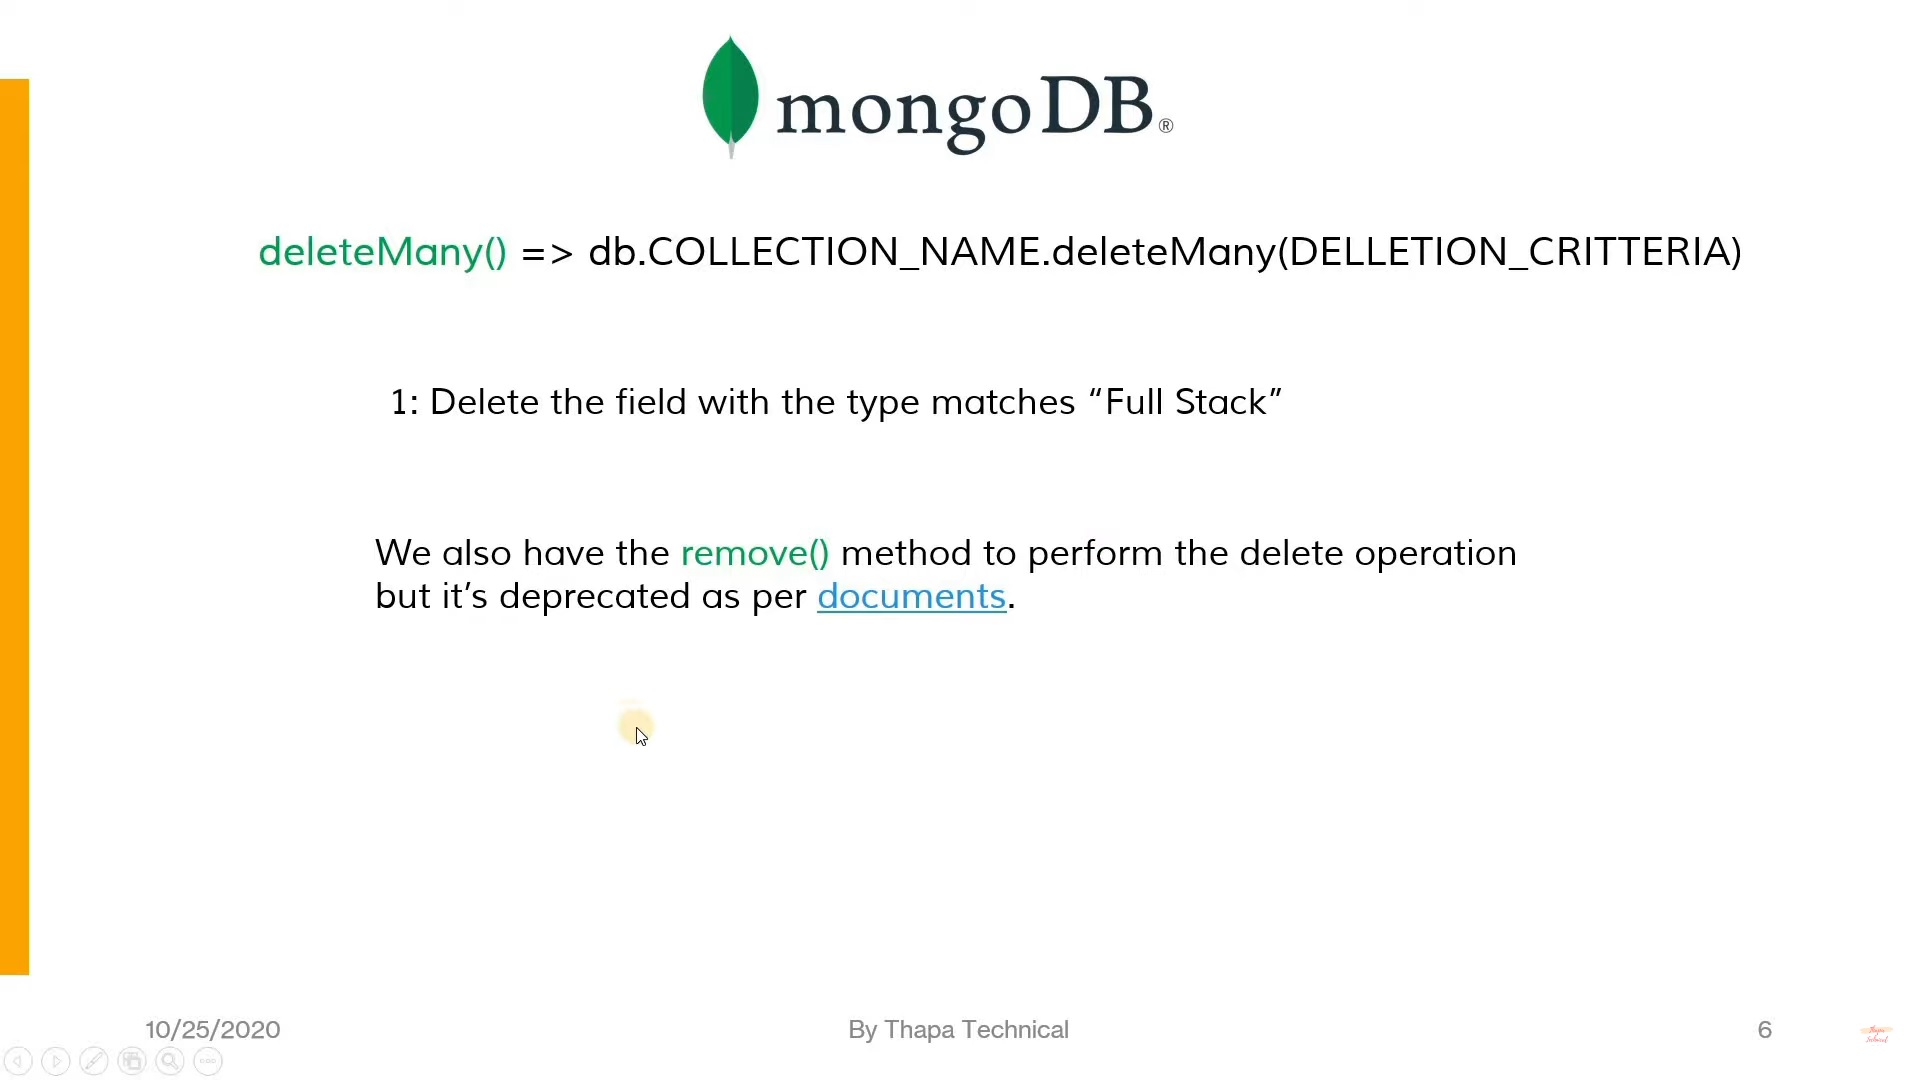 mongoDB®
deleteMany() => db.COLLECTION_NAME.deleteMany(DELLETION_CRITTERIA)
1: Delete the field with the type matches “Full Stack”
We also have the remove() method to perform the delete operation
but it’s deprecated as per documents.
10/25/2020
By Thapa Technical
6